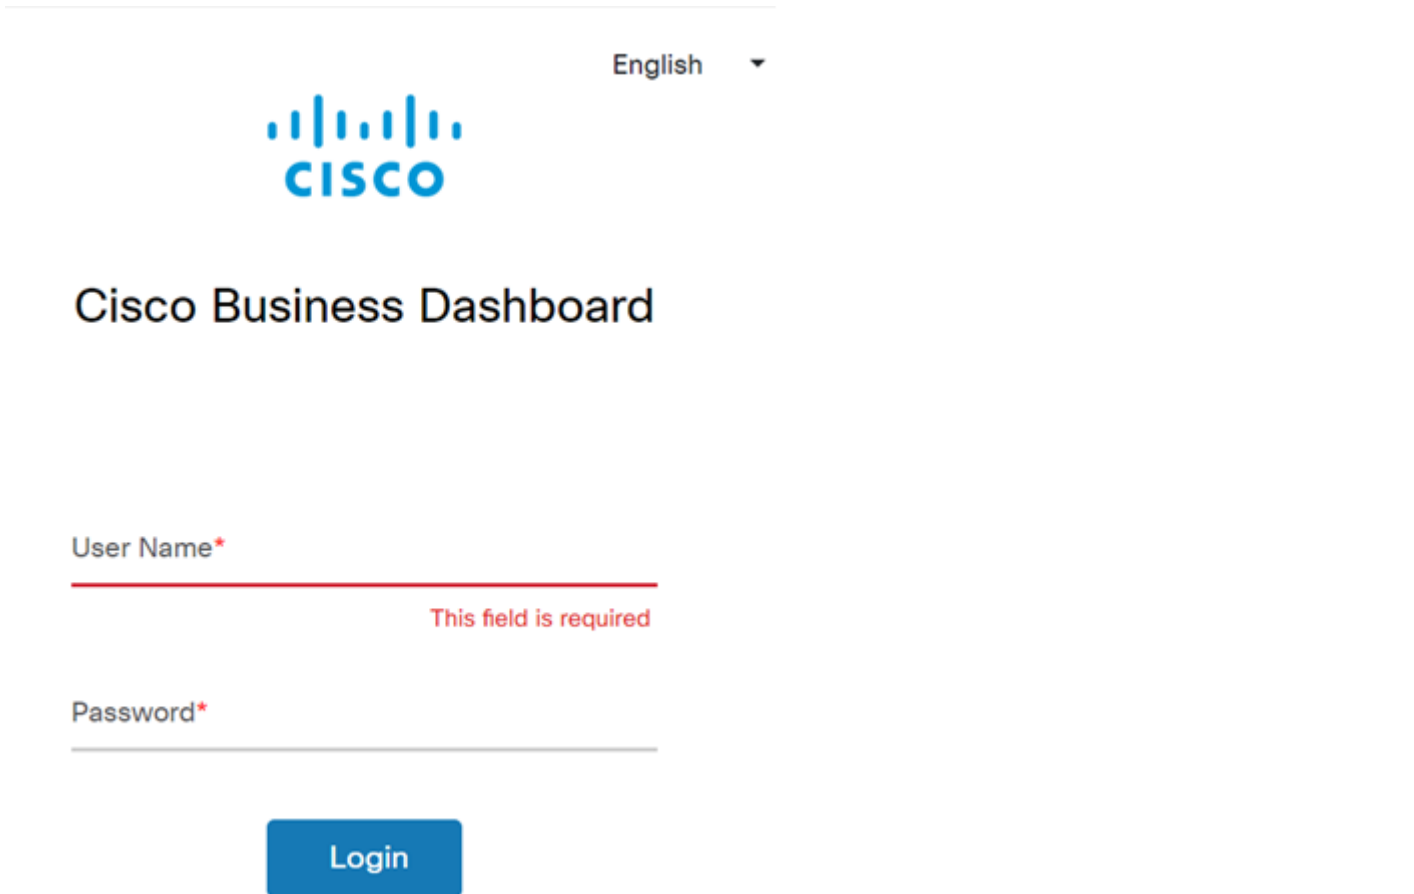 English
CISCO
Cisco Business Dashboard
User Name*
This field is required
Password*
Login